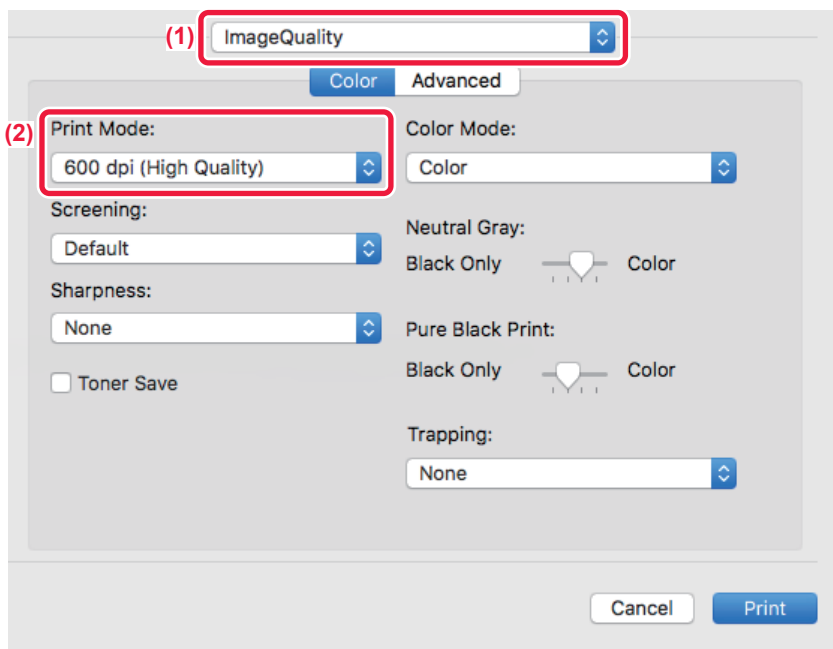 (1) ImageQuality
Color Advanced
(2) Print Mode:
600 dpi (High Quality)
Color Mode:
Color
Screening:
Default
Neutral Gray:
Black Only Color
Sharpness:
None
Pure Black Print:
Black Only Color
Toner Save
Trapping:
None
Cancel Print